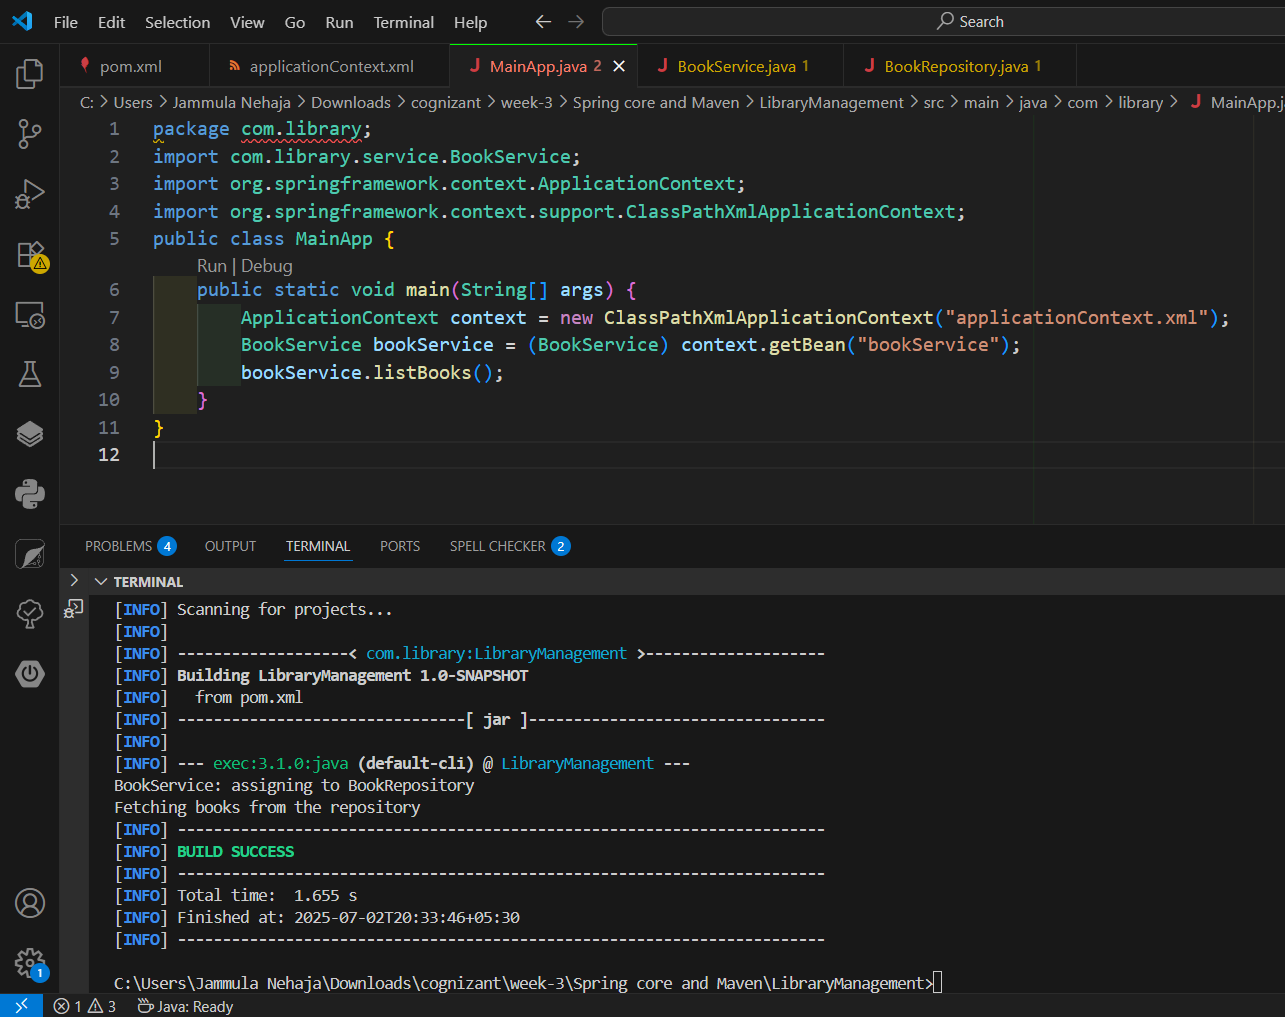 File Edit Selection View Go Run Terminal Help Search
pom.xml applicationContext.xml MainApp.java 2 BookService.java 1 BookRepository.java 1
C: > Users > Jammula Nehaja > Downloads > cognizant > week-3 > Spring core and Maven > LibraryManagement > src > main > java > com > library > MainApp.j
1 package com.library;
2 import com.library.service.BookService;
3 import org.springframework.context.ApplicationContext;
4 import org.springframework.context.support.ClassPathXmlApplicationContext;
5 public class MainApp {
Run | Debug
6 public static void main(String[] args) {
7 ApplicationContext context = new ClassPathXmlApplicationContext("applicationContext.xml");
8 BookService bookService = (BookService) context.getBean("bookService");
9 bookService.listBooks();
10 }
11 }
12
PROBLEMS 4 OUTPUT TERMINAL PORTS SPELL CHECKER 2
TERMINAL
[INFO] Scanning for projects...
[INFO]
[INFO] -------------------< com.library:LibraryManagement >--------------------
[INFO] Building LibraryManagement 1.0-SNAPSHOT
[INFO]   from pom.xml
[INFO] --------------------------------[ jar ]---------------------------------
[INFO]
[INFO] --- exec:3.1.0:java (default-cli) @ LibraryManagement ---
BookService: assigning to BookRepository
Fetching books from the repository
[INFO] ------------------------------------------------------------------------
[INFO] BUILD SUCCESS
[INFO] ------------------------------------------------------------------------
[INFO] Total time:  1.655 s
[INFO] Finished at: 2025-07-02T20:33:46+05:30
[INFO] ------------------------------------------------------------------------
C:\Users\Jammula Nehaja\Downloads\cognizant\week-3\Spring core and Maven\LibraryManagement>
1
1 3 Java: Ready